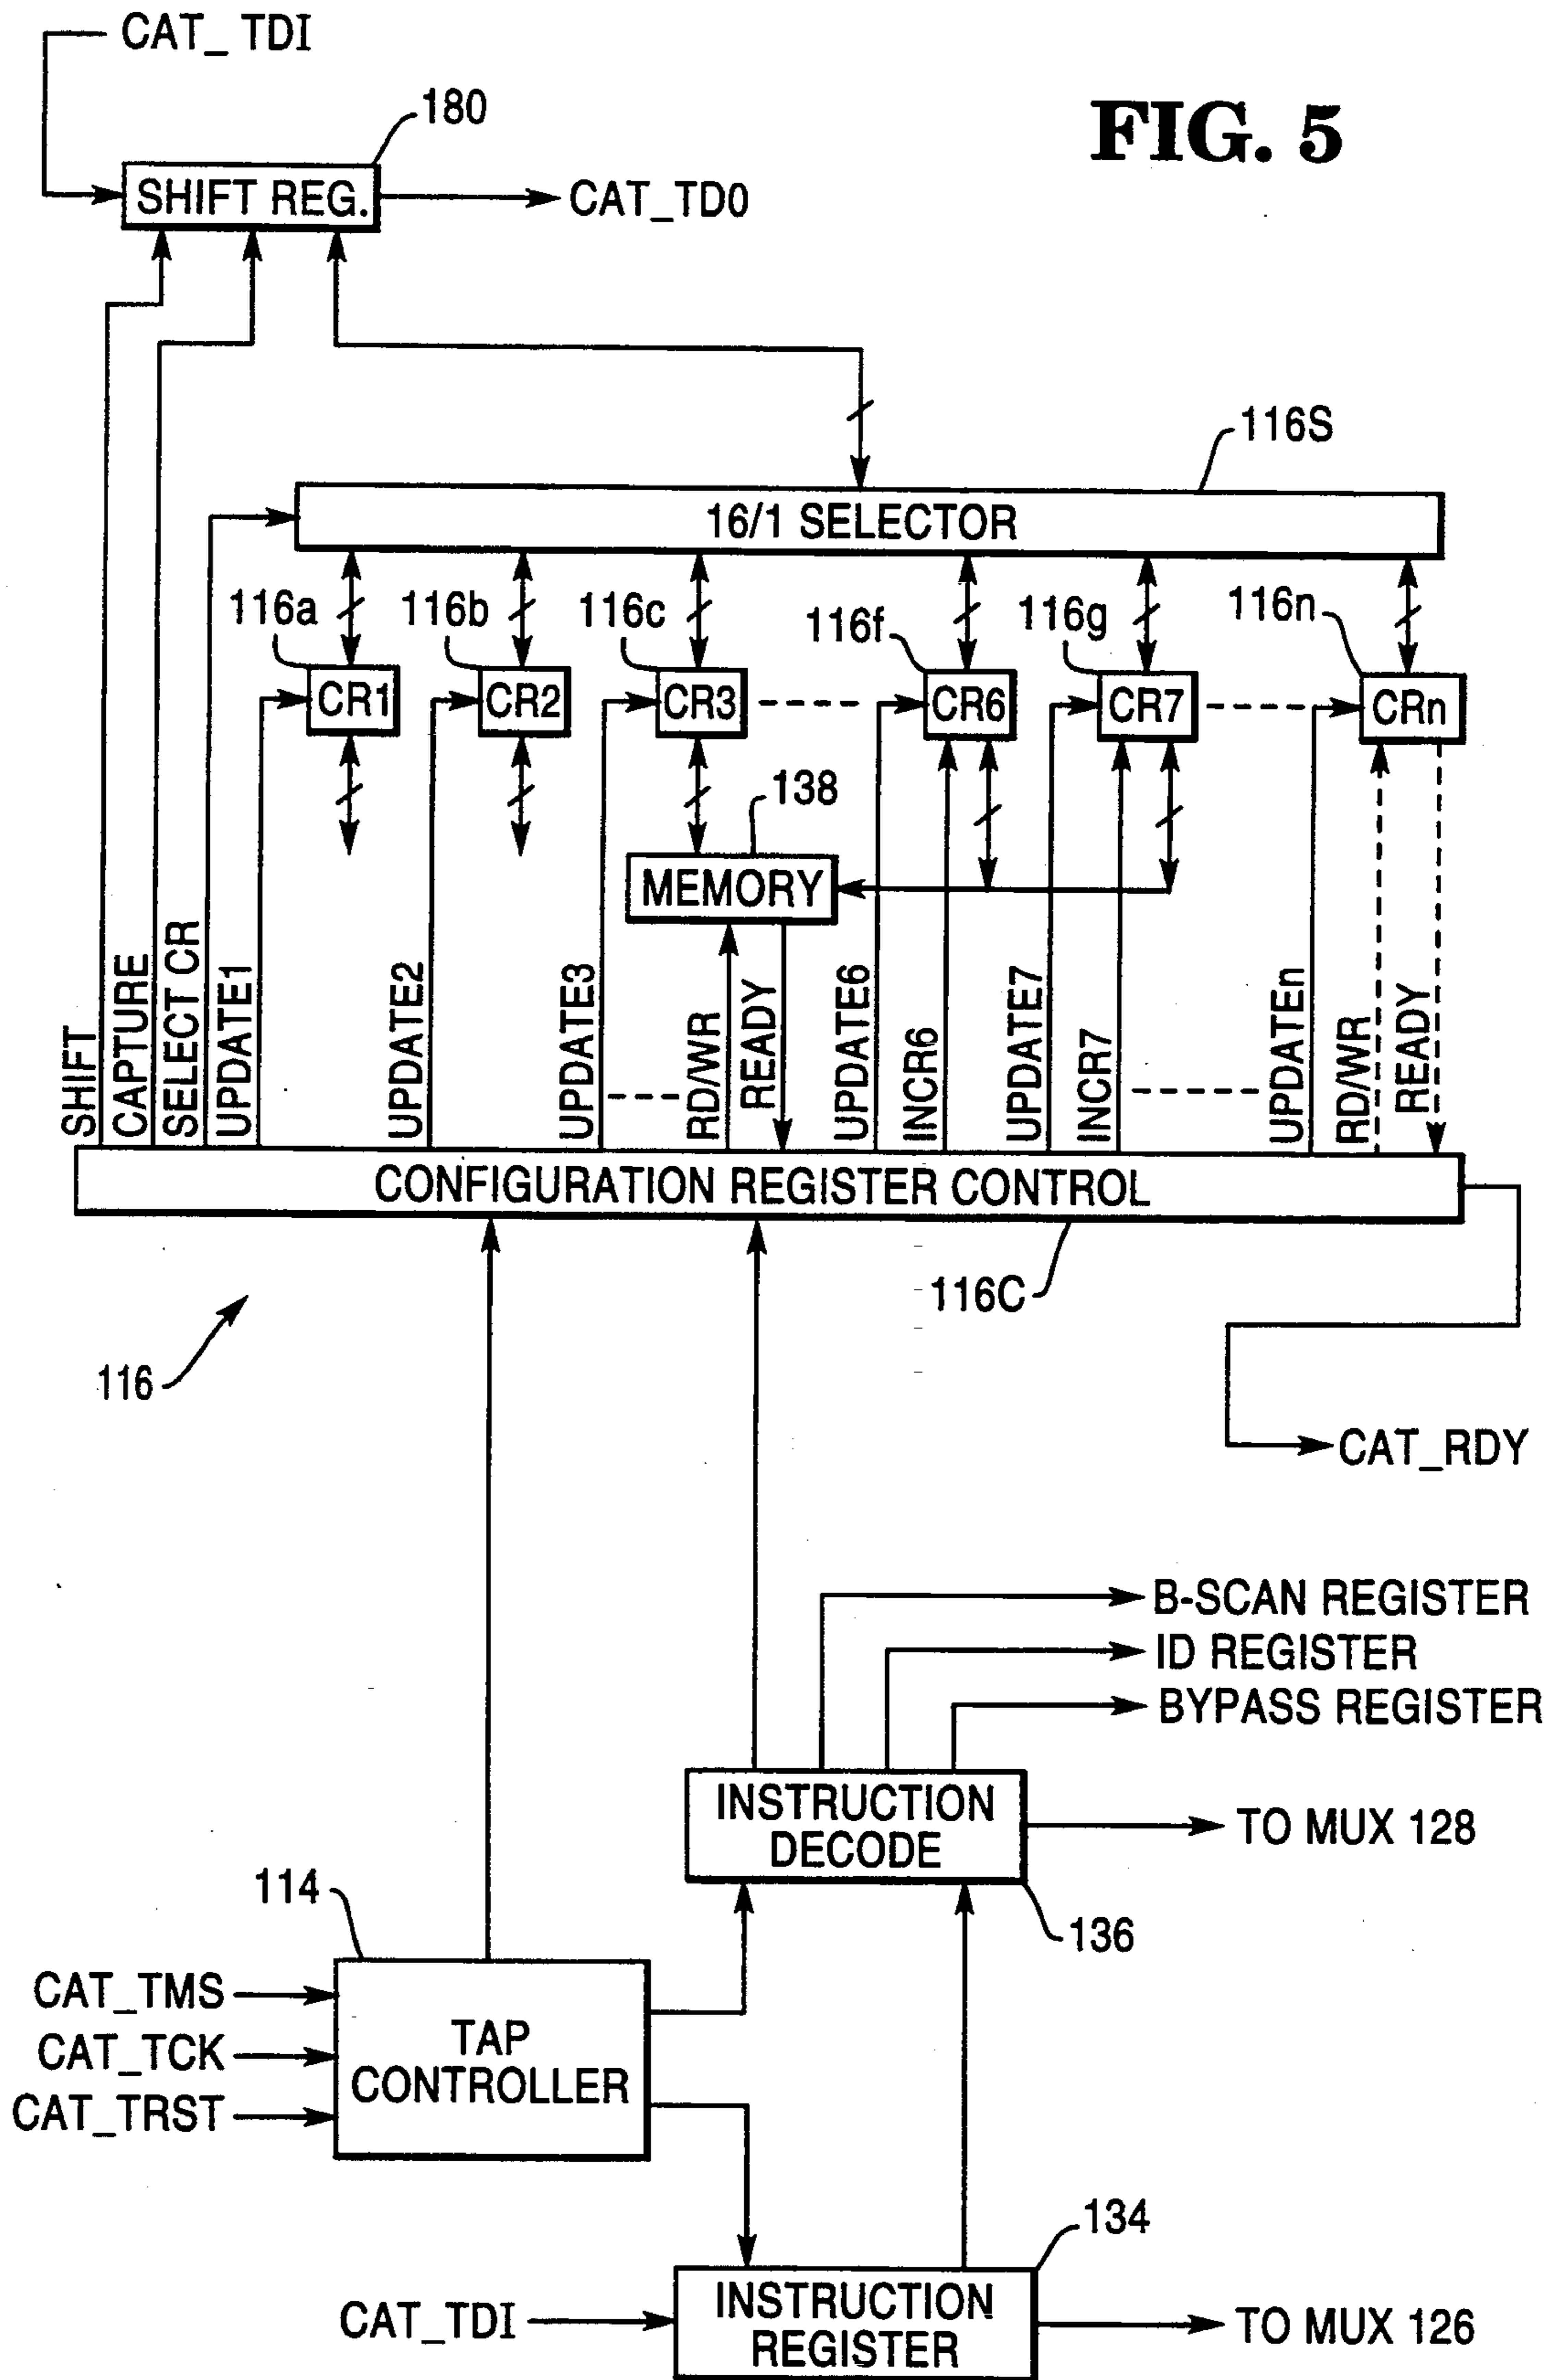 CAT_ TDI
180
FIG. 5
SHIFT REG.
CAT_TD0
116S
16/1 SELECTOR
116a
116b
116c
116f
116g
116n
CR1
CR2
CR3
CR6
CR7
CRn
138
MEMORY
SHIFT
CAPTURE
SELECT CR
UPDATE1
UPDATE2
UPDATE3
RD/WR
READY
UPDATE6
INCR6
UPDATE7
INCR7
UPDATEn
RD/WR
READY
CONFIGURATION REGISTER CONTROL
116C
116
CAT_RDY
B-SCAN REGISTER
ID REGISTER
BYPASS REGISTER
INSTRUCTION
DECODE
TO MUX 128
136
114
CAT_TMS
CAT_TCK
CAT_TRST
TAP
CONTROLLER
134
CAT_TDI
INSTRUCTION
REGISTER
TO MUX 126